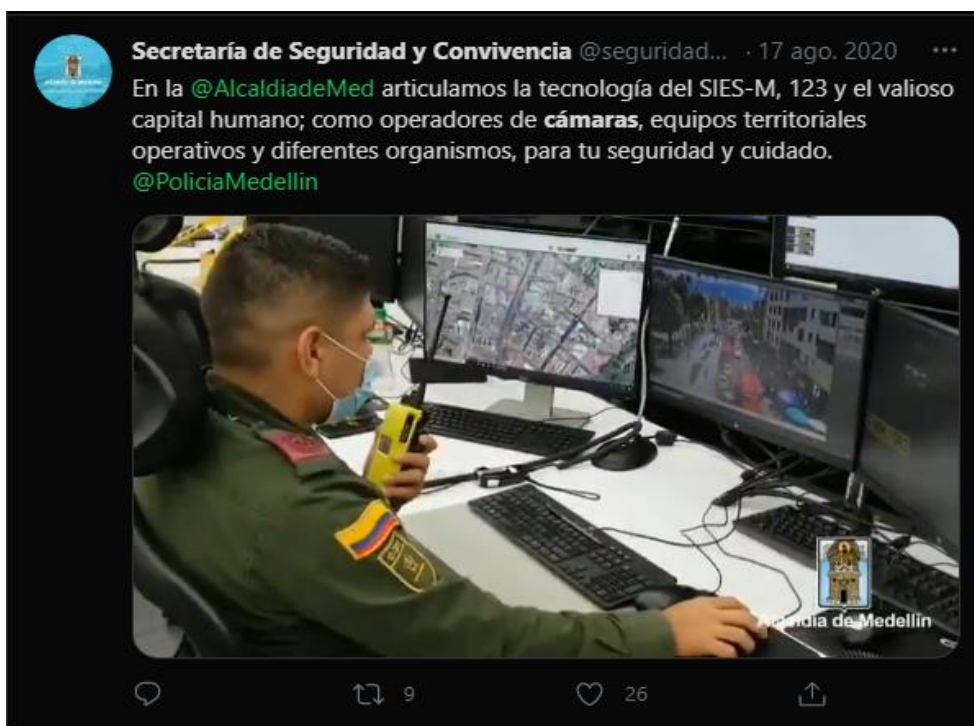 Secretaría de Seguridad y Convivencia @seguridad... · 17 ago. 2020
En la @AlcaldiadeMed articulamos la tecnología del SIES-M, 123 y el valioso
capital humano; como operadores de cámaras, equipos territoriales
operativos y diferentes organismos, para tu seguridad y cuidado.
@PoliciaMedellin
Alcaldía de Medellín
9
26